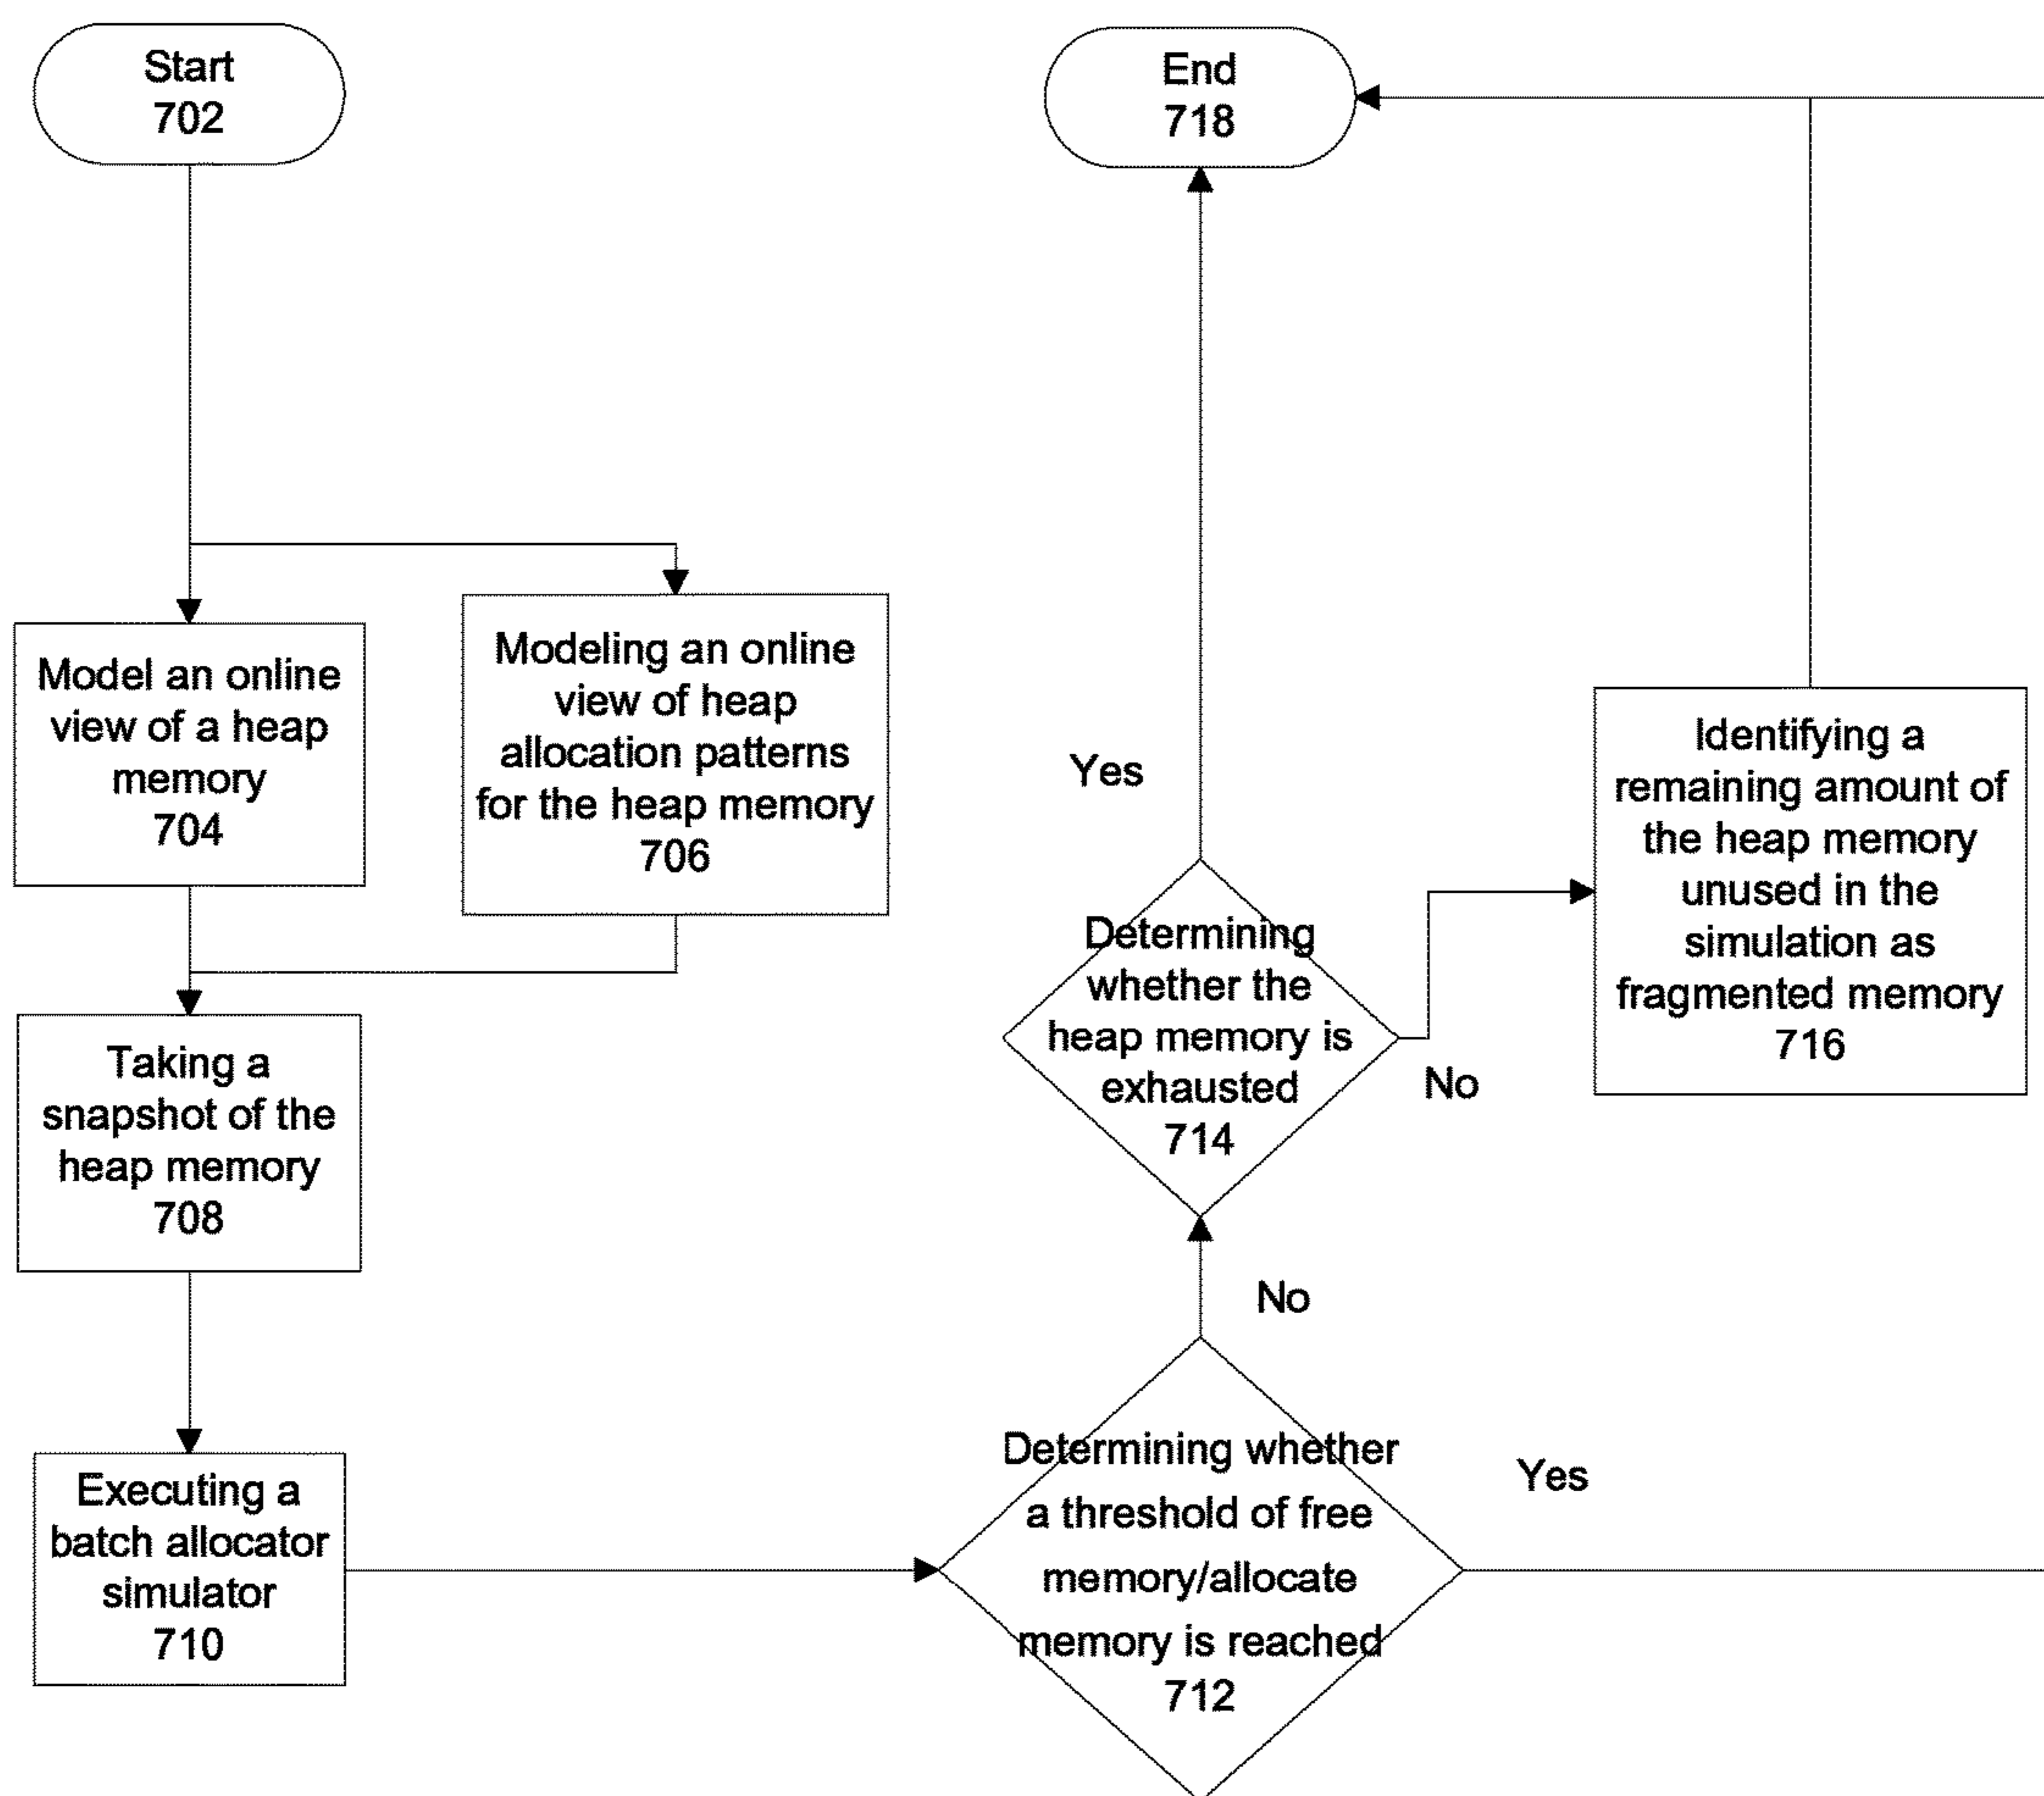 Start
702
End
718
Model an online
view of a heap
memory
704
Modeling an online
view of heap
allocation patterns
for the heap memory
706
Taking a
snapshot of the
heap memory
708
Executing a
batch allocator
simulator
710
Determining whether
a threshold of free
memory/allocate
memory is reached
712
Yes
No
Determining
whether the
heap memory is
exhausted
714
Yes
No
Identifying a
remaining amount of
the heap memory
unused in the
simulation as
fragmented memory
716